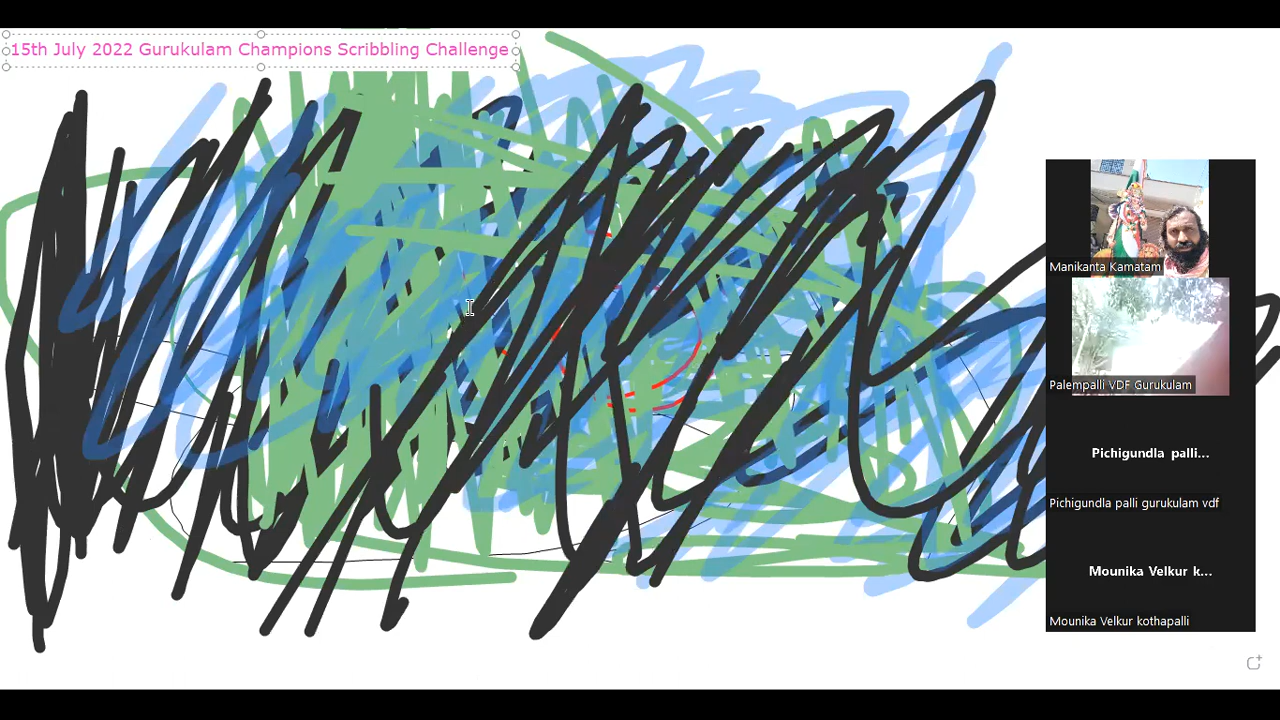 15th July 2022 Gurukulam Champions Scribbling Challenge
Manikanta Kamatam
Palempalli VDF Gurukulam
Pichigundla palli...
Pichigundla palli gurukulam vdf
Mounika Velkur k...
Mounika Velkur kothapalli